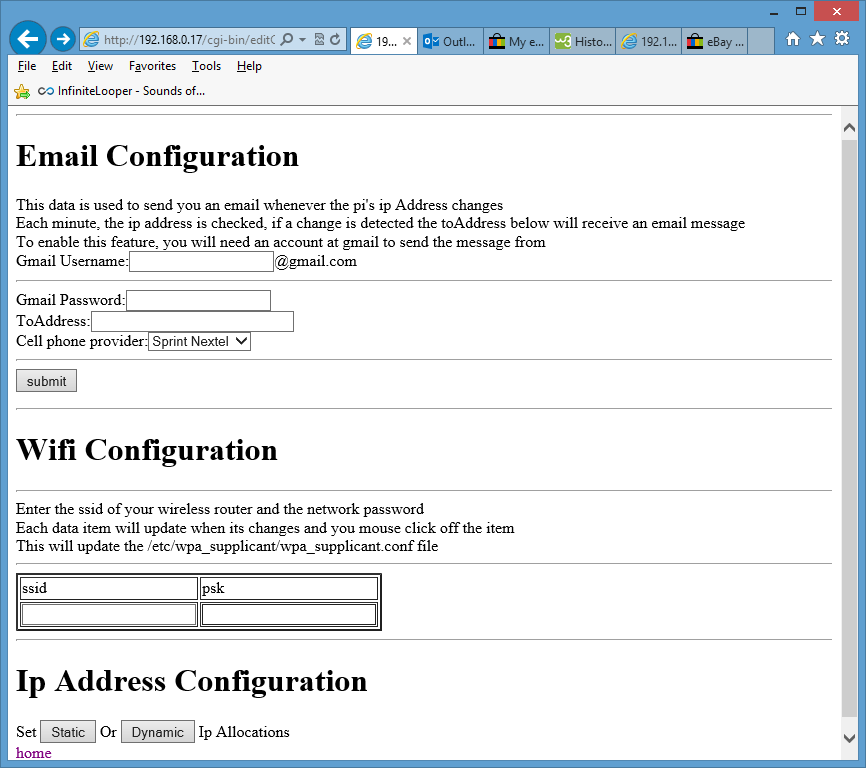 http://192.168.0.17/cgi-bin/editC
19...
Outl...
My e...
Histo...
192.1...
eBay ...
File Edit View Favorites Tools Help
InfiniteLooper - Sounds of...
Email Configuration
This data is used to send you an email whenever the pi's ip Address changes
Each minute, the ip address is checked, if a change is detected the toAddress below will receive an email message
To enable this feature, you will need an account at gmail to send the message from
Gmail Username: @gmail.com
Gmail Password:
ToAddress:
Cell phone provider: Sprint Nextel
submit
Wifi Configuration
Enter the ssid of your wireless router and the network password
Each data item will update when its changes and you mouse click off the item
This will update the /etc/wpa_supplicant/wpa_supplicant.conf file
ssid psk
Ip Address Configuration
Set Static Or Dynamic Ip Allocations
home